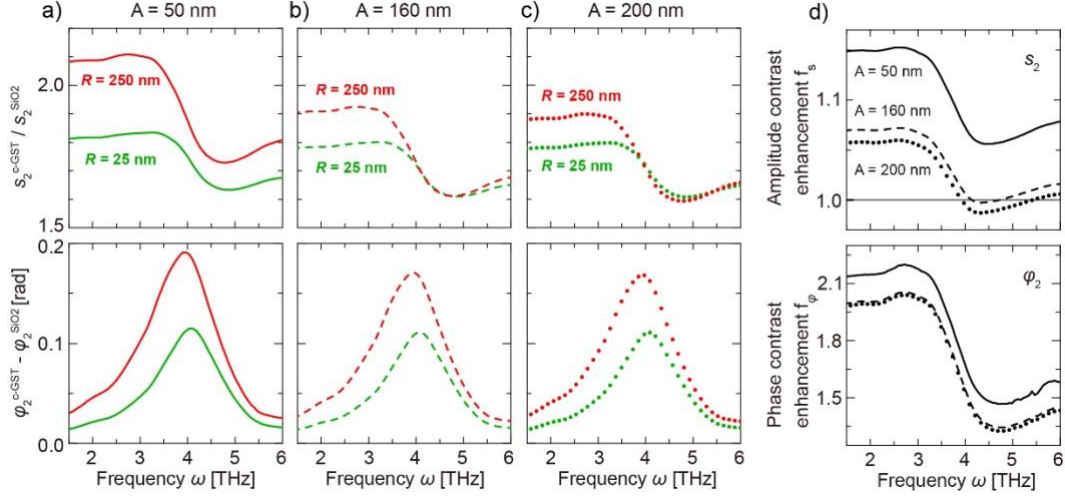 a)
A = 50 nm
b)
A = 160 nm
c)
A = 200 nm
d)
s₂ᶜ⁻ᴳˢᵀ / s₂ˢⁱᴼ²
2.0
1.5
R = 250 nm
R = 25 nm
R = 250 nm
R = 25 nm
R = 250 nm
R = 25 nm
Amplitude contrast
enhancement fₛ
1.1
1.0
s₂
A = 50 nm
A = 160 nm
A = 200 nm
φ₂ᶜ⁻ᴳˢᵀ - φ₂ˢⁱᴼ² [rad]
0.2
0.1
0.0
Phase contrast
enhancement fᵩ
2.1
1.8
1.5
φ₂
2 3 4 5 6
2 3 4 5 6
2 3 4 5 6
2 3 4 5 6
Frequency ω [THz]
Frequency ω [THz]
Frequency ω [THz]
Frequency ω [THz]